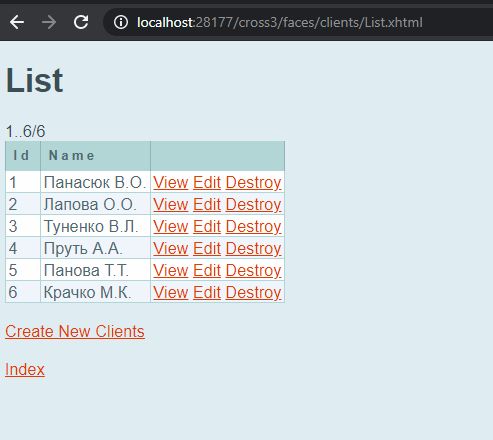 localhost:28177/cross3/faces/clients/List.xhtml
List
1..6/6
Id Name
1 Панасюк В.О. View Edit Destroy
2 Лапова О.О. View Edit Destroy
3 Туненко В.Л. View Edit Destroy
4 Пруть А.А. View Edit Destroy
5 Панова Т.Т. View Edit Destroy
6 Крачко М.К. View Edit Destroy
Create New Clients
Index